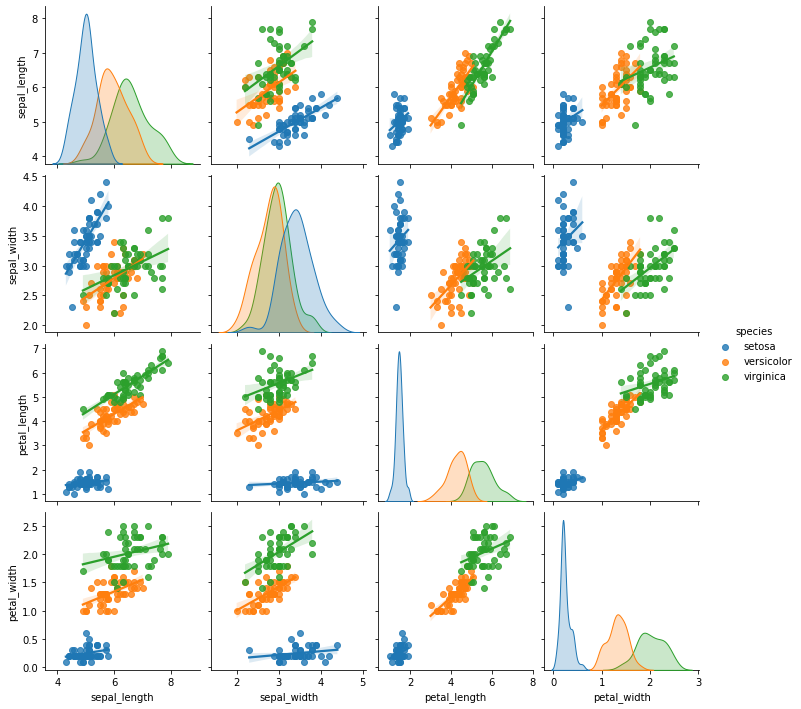 8
7
6
5
4
sepal_length
4.5
4.0
3.5
3.0
2.5
2.0
sepal_width
species
setosa
versicolor
virginica
7
6
5
4
3
2
1
petal_length
2.5
2.0
1.5
1.0
0.5
0.0
petal_width
4 6 8
sepal_length
2 3 4 5
sepal_width
2 4 6 8
petal_length
0 1 2 3
petal_width